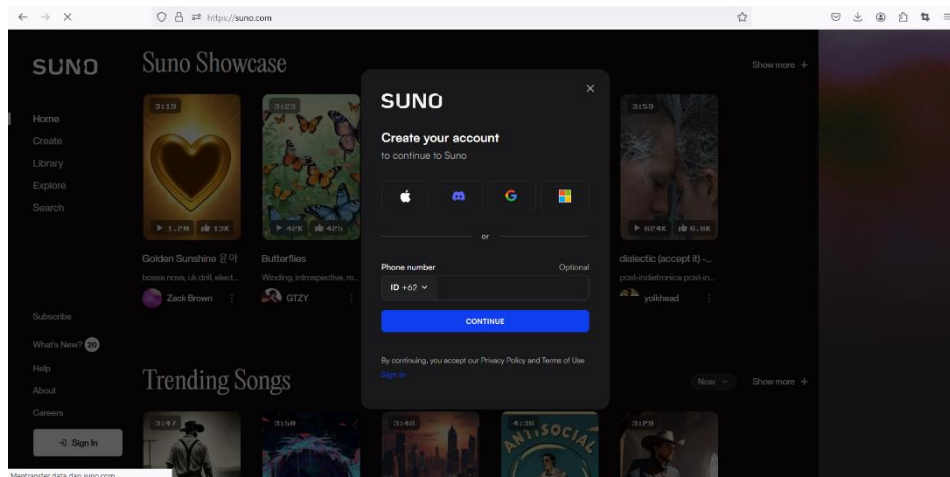 https://suno.com
SUNO
Suno Showcase
Show more +
Home
Create
Library
Explore
Search
3:19
3:23
3:59
1.2M 13K
42K 425
624K 6.6K
Golden Sunshine 윤아
Butterflies
dialectic (accept it) -...
bossa nova, uk drill, elect...
Winding, introspective, m...
post-indietronica post-in...
Zack Brown
GTZY
yolkhead
SUNO
Create your account
to continue to Suno
or
Phone number
Optional
ID +62
CONTINUE
By continuing, you accept our Privacy Policy and Terms of Use
Sign in
Subscribe
What's New? 20
Help
About
Careers
Sign In
Trending Songs
Now
Show more +
3:47
3:50
3:48
4:36
3:29
ANTI SOCIAL
Mentransfer data dari suno.com